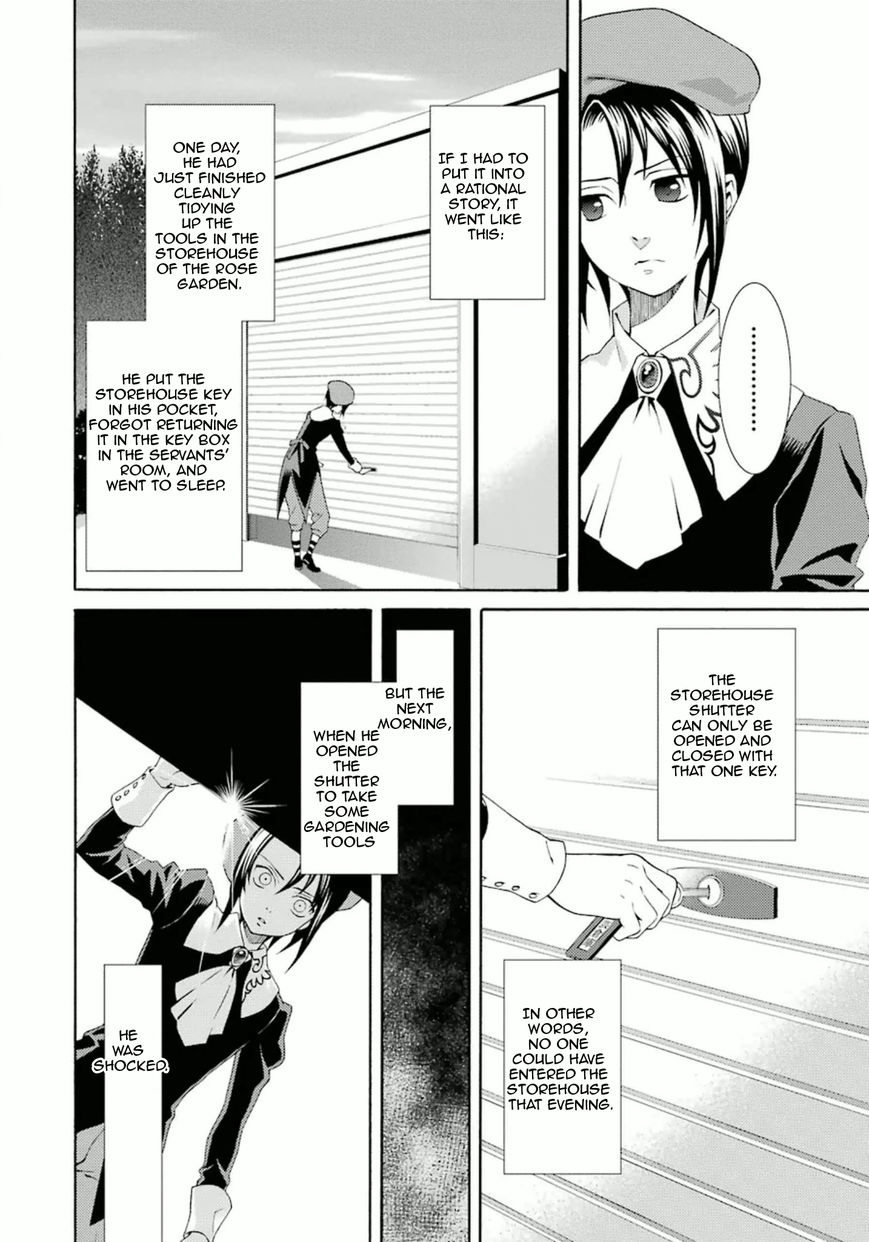 ..........
IF I HAD TO
PUT IT INTO
A RATIONAL
STORY, IT
WENT LIKE
THIS:
ONE DAY,
HE HAD
JUST FINISHED
CLEANLY
TIDYING
UP THE
TOOLS IN THE
STOREHOUSE
OF THE ROSE
GARDEN.
HE PUT THE
STOREHOUSE KEY
IN HIS POCKET,
FORGOT RETURNING
IT IN THE KEY BOX
IN THE SERVANTS'
ROOM, AND
WENT TO SLEEP.
THE
STOREHOUSE
SHUTTER
CAN ONLY BE
OPENED AND
CLOSED WITH
THAT ONE KEY.
IN OTHER
WORDS,
NO ONE
COULD HAVE
ENTERED THE
STOREHOUSE
THAT EVENING.
BUT THE
NEXT
MORNING,
WHEN HE
OPENED
THE
SHUTTER
TO TAKE
SOME
GARDENING
TOOLS
HE
WAS
SHOCKED.